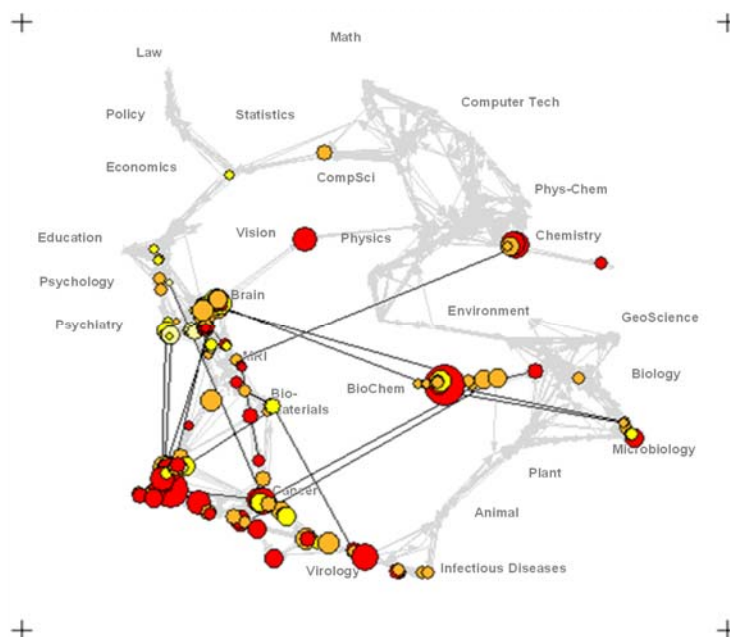 Math
Law
Computer Tech
Policy
Statistics
Economics
CompSci
Phys-Chem
Education
Vision
Physics
Chemistry
Psychology
Brain
Environment
GeoScience
Psychiatry
MRI
BioChem
Biology
Bio-
Materials
Microbiology
Plant
Cancer
Animal
Virology
Infectious Diseases